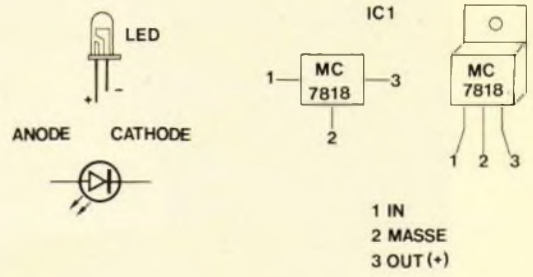 LED
+ -
ANODE CATHODE
IC1
1 MC 7818 3
2
MC
7818
1 2 3
1 IN
2 MASSE
3 OUT (+)